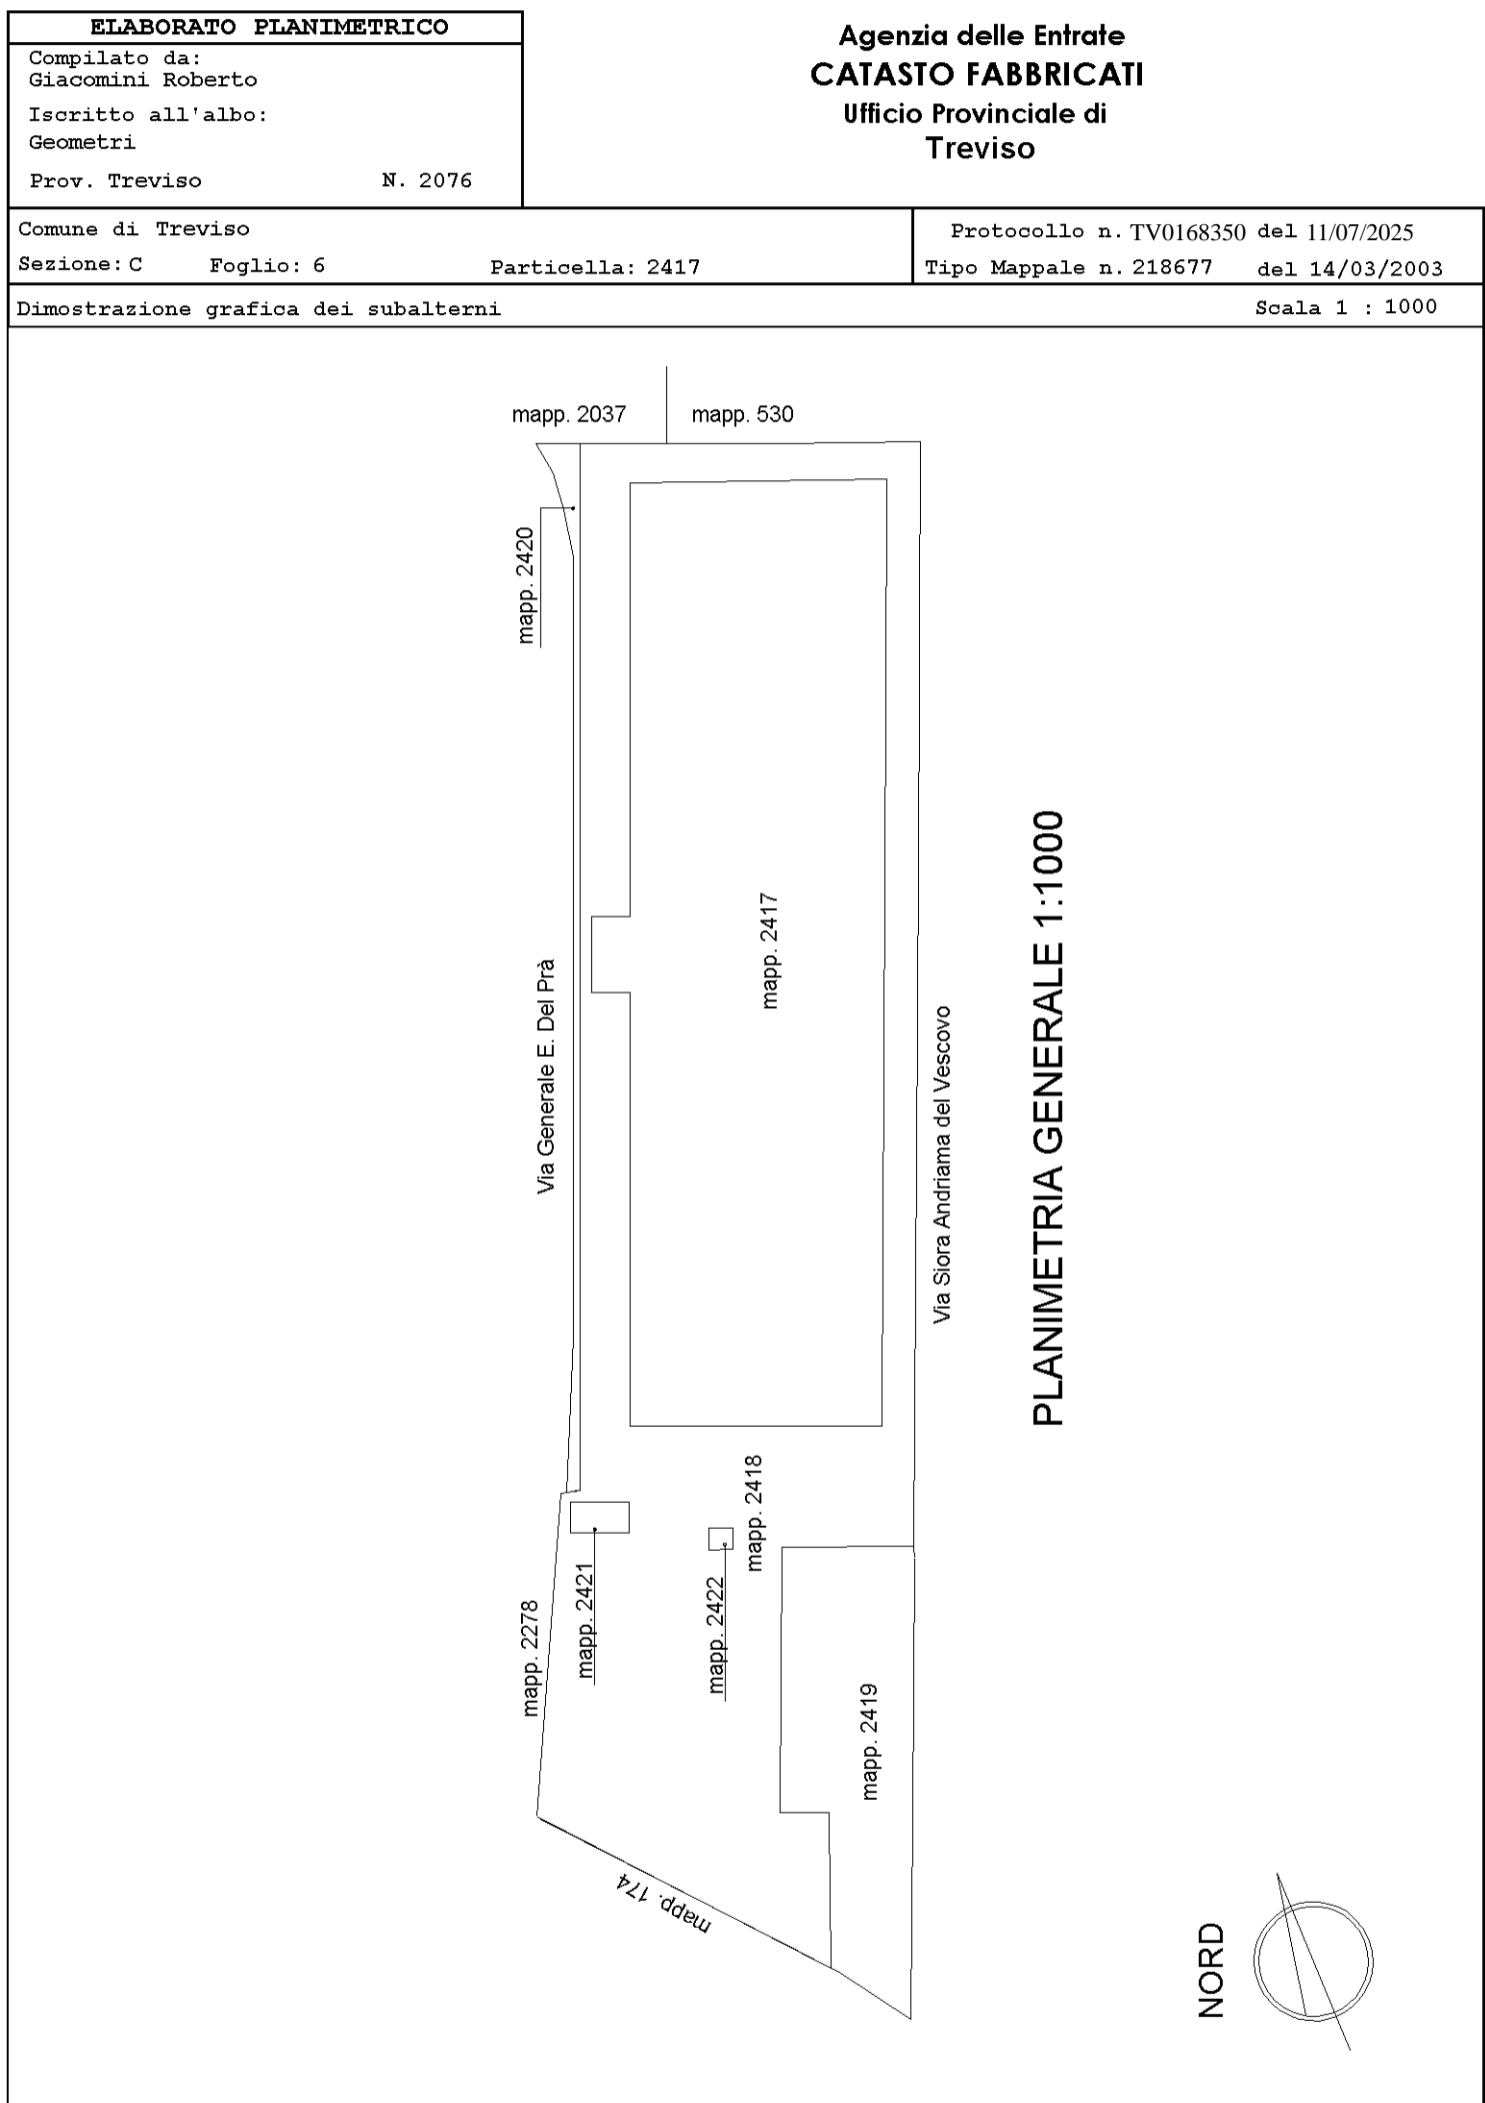 ELABORATO PLANIMETRICO
Compilato da:
Giacomini Roberto
Iscritto all'albo:
Geometri
Prov. Treviso N. 2076
Agenzia delle Entrate
CATASTO FABBRICATI
Ufficio Provinciale di
Treviso
Comune di Treviso
Sezione: C Foglio: 6 Particella: 2417
Protocollo n. TV0168350 del 11/07/2025
Tipo Mappale n. 218677 del 14/03/2003
Dimostrazione grafica dei subalterni Scala 1 : 1000
mapp. 2037
mapp. 530
mapp. 2420
mapp. 2417
Via Generale E. Del Prà
Via Siora Andriama del Vescovo
PLANIMETRIA GENERALE 1:1000
mapp. 2418
mapp. 2421
mapp. 2422
mapp. 2278
mapp. 2419
mapp. 174
NORD